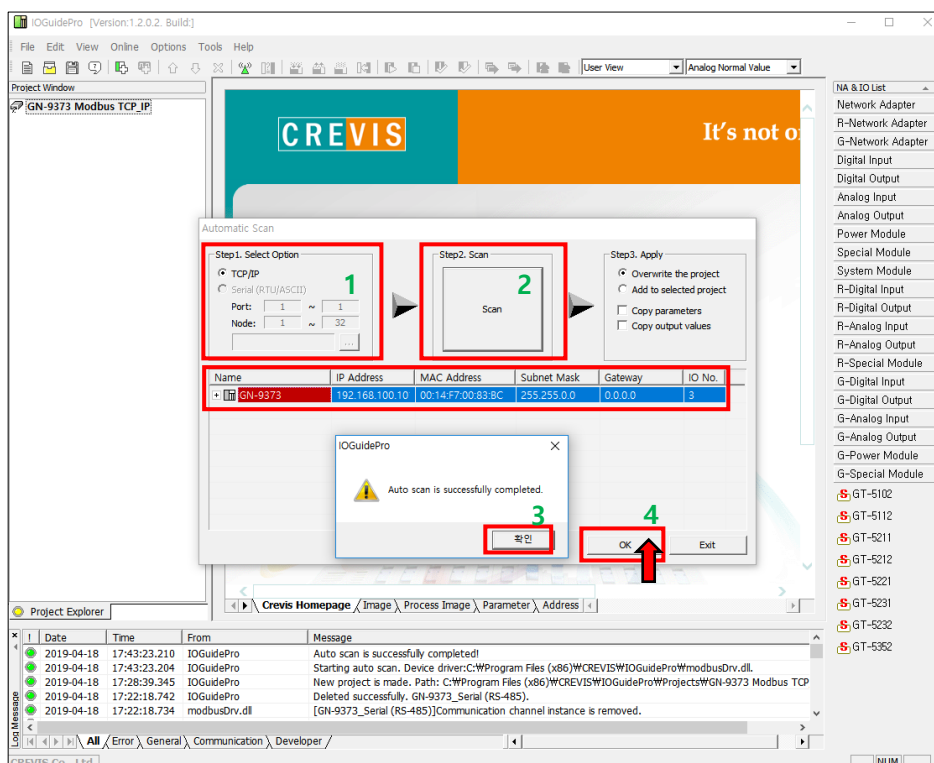 IOGuidePro [Version:1.2.0.2. Build:]
File Edit View Online Options Tools Help
User View
Analog Normal Value
Project Window
GN-9373 Modbus TCP_IP
CREVIS
It's not o
NA & IO List
Network Adapter
R-Network Adapter
G-Network Adapter
Digital Input
Digital Output
Analog Input
Analog Output
Power Module
Special Module
System Module
R-Digital Input
R-Digital Output
R-Analog Input
R-Analog Output
R-Special Module
G-Digital Input
G-Digital Output
G-Analog Input
G-Analog Output
G-Power Module
G-Special Module
GT-5102
GT-5112
GT-5211
GT-5212
GT-5221
GT-5231
GT-5232
GT-5352
Automatic Scan
Step1. Select Option
TCP/IP
Serial (RTU/ASCII)
Port: 1 ~ 1
Node: 1 ~ 32
...
1
Step2. Scan
Scan
2
Step3. Apply
Overwrite the project
Add to selected project
Copy parameters
Copy output values
Name IP Address MAC Address Subnet Mask Gateway IO No.
GN-9373 192.168.100.10 00:14:F7:00:83:BC 255.255.0.0 0.0.0.0 3
IOGuidePro
Auto scan is successfully completed.
3
확인
4
OK
Exit
Crevis Homepage Image Process Image Parameter Address
Project Explorer
! Date Time From Message
2019-04-18 17:43:23.210 IOGuidePro Auto scan is successfully completed!
2019-04-18 17:43:23.204 IOGuidePro Starting auto scan. Device driver:C:₩Program Files (x86)₩CREVIS₩IOGuidePro₩modbusDrv.dll.
2019-04-18 17:28:39.345 IOGuidePro New project is made. Path: C:₩Program Files (x86)₩CREVIS₩IOGuidePro₩Projects₩GN-9373 Modbus TCP
2019-04-18 17:22:18.742 IOGuidePro Deleted successfully. GN-9373_Serial (RS-485).
2019-04-18 17:22:18.734 modbusDrv.dll [GN-9373_Serial (RS-485)]Communication channel instance is removed.
Log Message
All Error General Communication Developer
CREVIS Co., Ltd
NUM